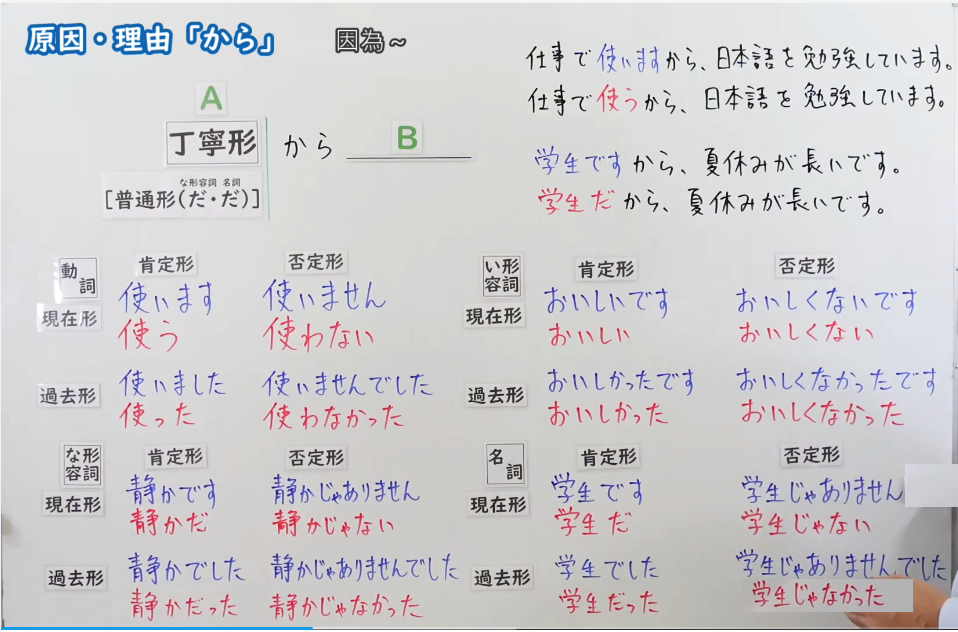 原因・理由「から」 因為～
A
丁寧形 から B
な形容詞 名詞
[普通形(だ・だ)]
仕事で使いますから、日本語を勉強しています。
仕事で使うから、日本語を勉強しています。
学生ですから、夏休みが長いです。
学生だから、夏休みが長いです。
動詞 肯定形 否定形
現在形 使います 使いません
使う 使わない
過去形 使いました 使いませんでした
使った 使わなかった
い形容詞 肯定形 否定形
現在形 おいしいです おいしくないです
おいしい おいしくない
過去形 おいしかったです おいしくなかったです
おいしかった おいしくなかった
な形容詞 肯定形 否定形
現在形 静かです 静かじゃありません
静かだ 静かじゃない
過去形 静かでした 静かじゃありませんでした
静かだった 静かじゃなかった
名詞 肯定形 否定形
現在形 学生です 学生じゃありません
学生だ 学生じゃない
過去形 学生でした 学生じゃありませんでした
学生だった 学生じゃなかった